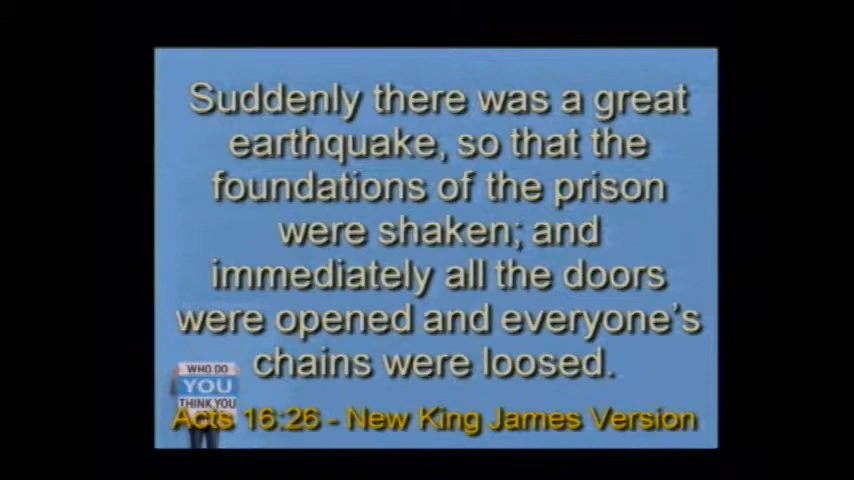 Suddenly there was a great
earthquake, so that the
foundations of the prison
were shaken; and
immediately all the doors
were opened and everyone's
chains were loosed.
WHO DO
YOU
THINK YOU
Acts 16:26 - New King James Version